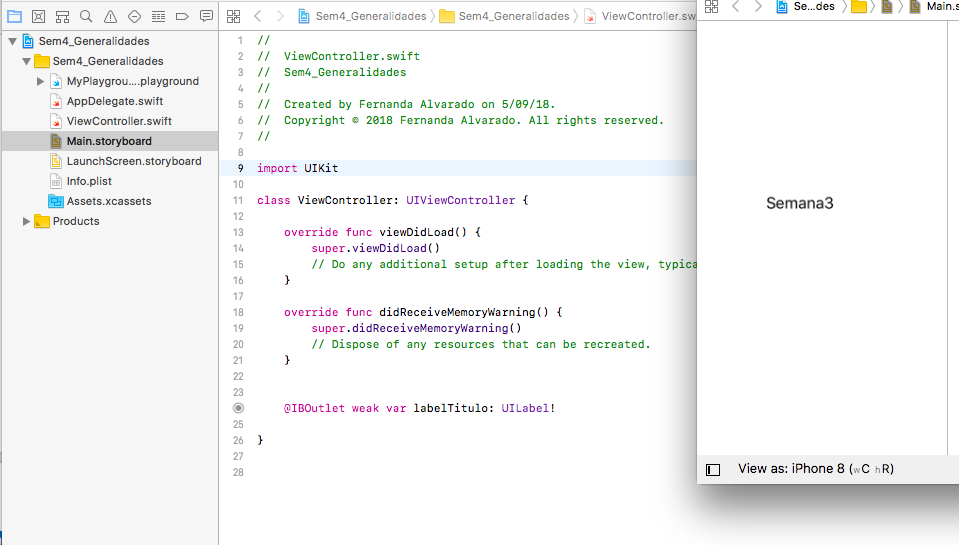 Sem4_Generalidades
Sem4_Generalidades
MyPlaygrou....playground
AppDelegate.swift
ViewController.swift
Main.storyboard
LaunchScreen.storyboard
Info.plist
Assets.xcassets
Products
Sem4_Generalidades Sem4_Generalidades ViewController.sw
1 //
2 // ViewController.swift
3 // Sem4_Generalidades
4 //
5 // Created by Fernanda Alvarado on 5/09/18.
6 // Copyright © 2018 Fernanda Alvarado. All rights reserved.
7 //
8
9 import UIKit
10
11 class ViewController: UIViewController {
12
13 override func viewDidLoad() {
14 super.viewDidLoad()
15 // Do any additional setup after loading the view, typica
16 }
17
18 override func didReceiveMemoryWarning() {
19 super.didReceiveMemoryWarning()
20 // Dispose of any resources that can be recreated.
21 }
22
23
@IBOutlet weak var labelTitulo: UILabel!
25
26 }
27
28
Se...des Main.s
Semana3
View as: iPhone 8 (wC hR)